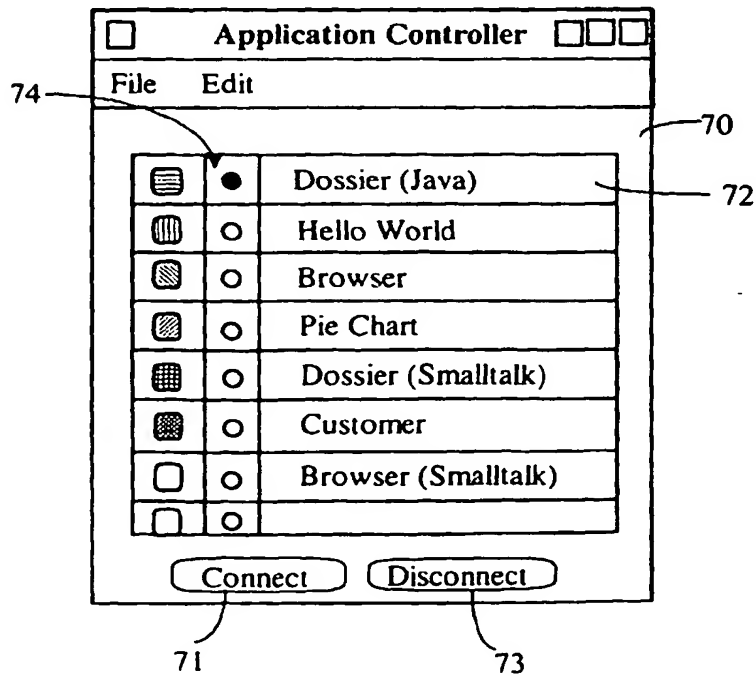 Application Controller
File Edit
74
70
Dossier (Java)
72
Hello World
Browser
Pie Chart
Dossier (Smalltalk)
Customer
Browser (Smalltalk)
Connect Disconnect
71 73